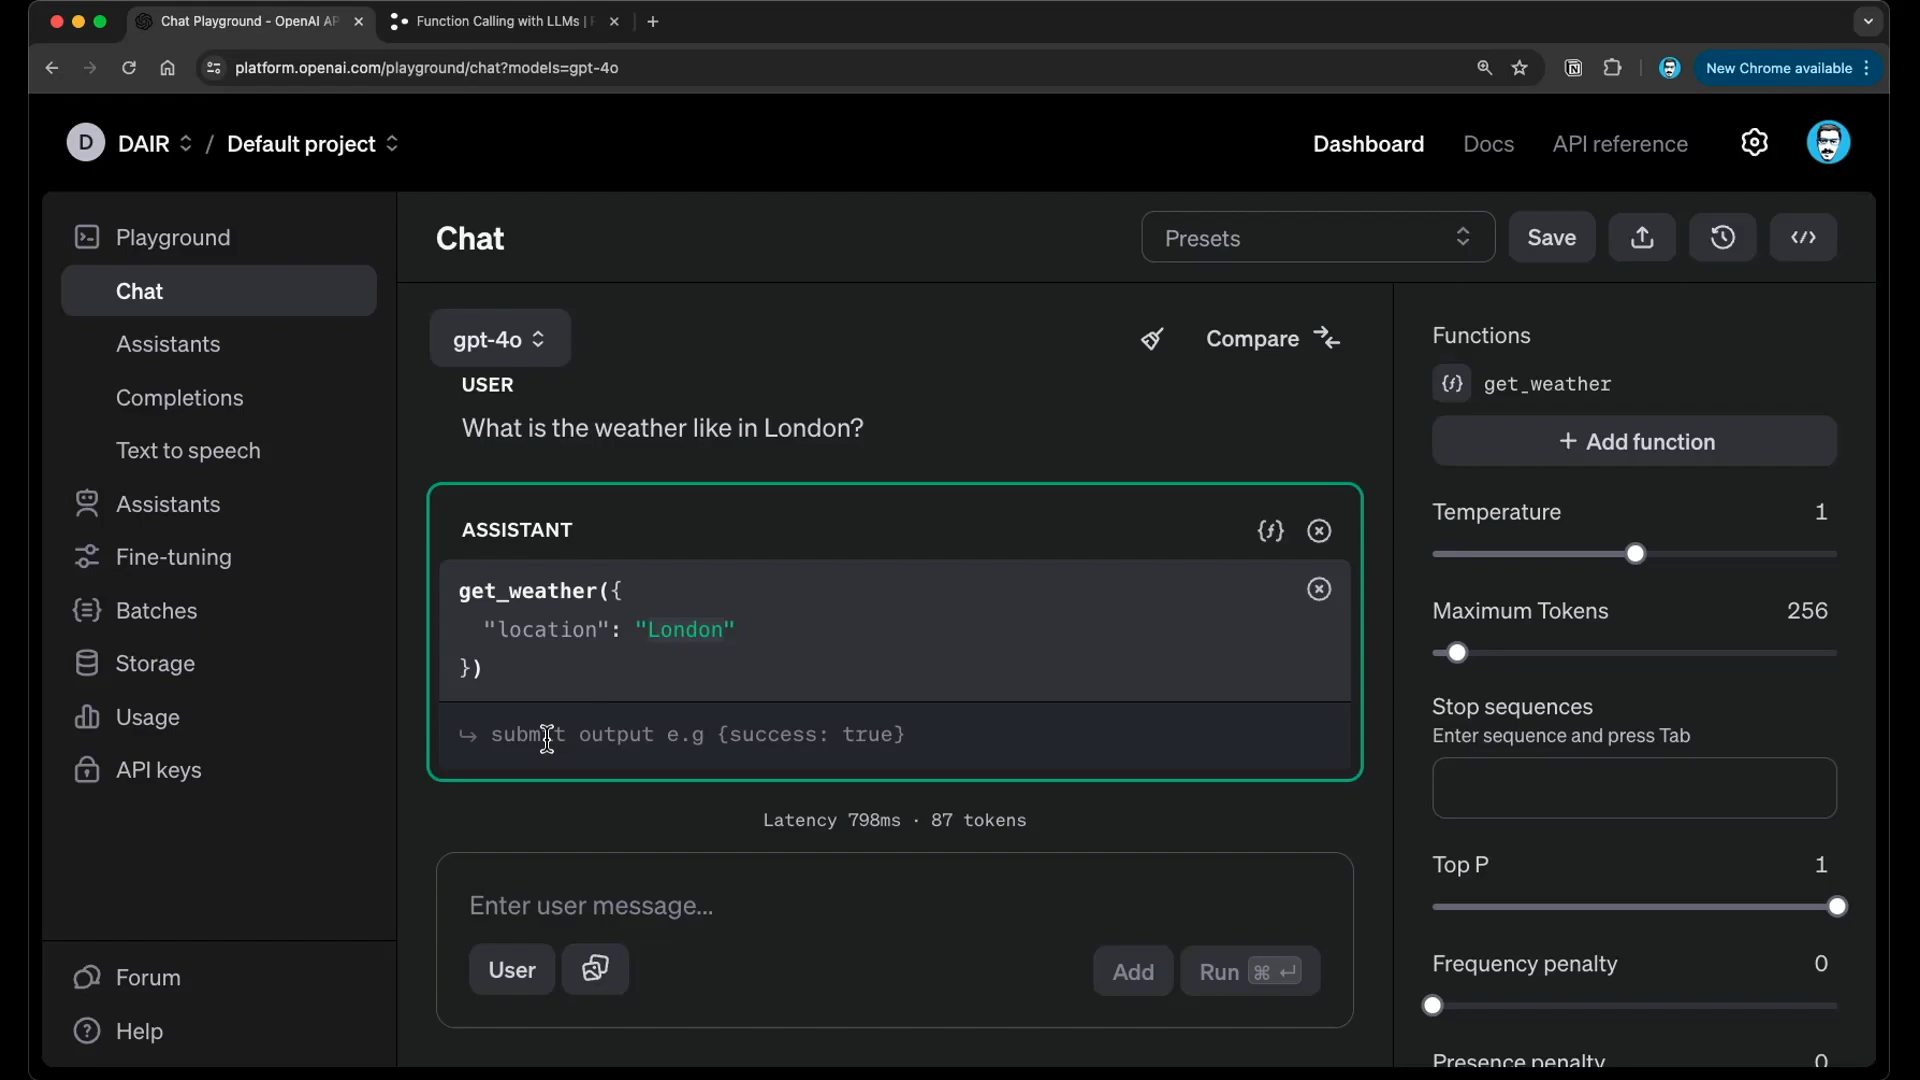 Chat Playground - OpenAI AP
Function Calling with LLMs |
platform.openai.com/playground/chat?models=gpt-4o
New Chrome available
D DAIR / Default project
Dashboard Docs API reference
Playground
Chat
Assistants
Completions
Text to speech
Assistants
Fine-tuning
Batches
Storage
Usage
API keys
Forum
Help
Chat
Presets
Save
gpt-4o
Compare
USER
What is the weather like in London?
ASSISTANT
get_weather({
"location": "London"
})
submit output e.g {success: true}
Latency 798ms · 87 tokens
Enter user message...
User
Add
Run ⌘ ↵
Functions
get_weather
+ Add function
Temperature 1
Maximum Tokens 256
Stop sequences
Enter sequence and press Tab
Top P 1
Frequency penalty 0
Presence penalty 0